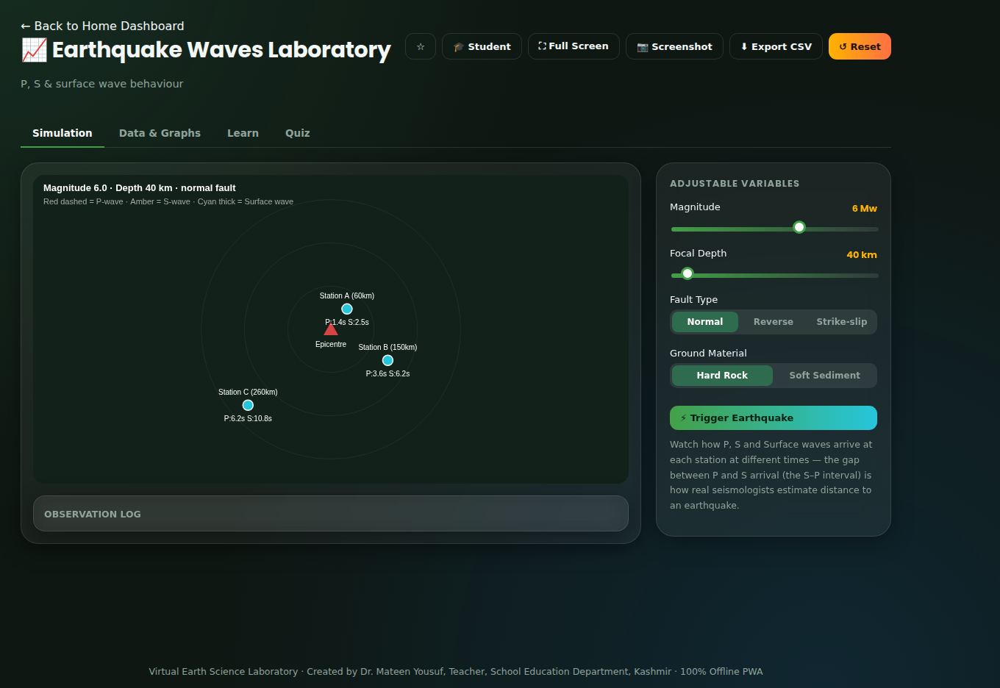 ← Back to Home Dashboard
📈 Earthquake Waves Laboratory
☆
🎓 Student
⛶ Full Screen
📷 Screenshot
⬇ Export CSV
↺ Reset
P, S & surface wave behaviour
Simulation
Data & Graphs
Learn
Quiz
Magnitude 6.0 · Depth 40 km · normal fault
Red dashed = P-wave · Amber = S-wave · Cyan thick = Surface wave
Station A (60km)
P:1.4s S:2.5s
Epicentre
Station B (150km)
P:3.6s S:6.2s
Station C (260km)
P:6.2s S:10.8s
OBSERVATION LOG
ADJUSTABLE VARIABLES
Magnitude
6 Mw
Focal Depth
40 km
Fault Type
Normal
Reverse
Strike-slip
Ground Material
Hard Rock
Soft Sediment
⚡ Trigger Earthquake
Watch how P, S and Surface waves arrive at
each station at different times — the gap
between P and S arrival (the S–P interval) is
how real seismologists estimate distance to
an earthquake.
Virtual Earth Science Laboratory · Created by Dr. Mateen Yousuf, Teacher, School Education Department, Kashmir · 100% Offline PWA